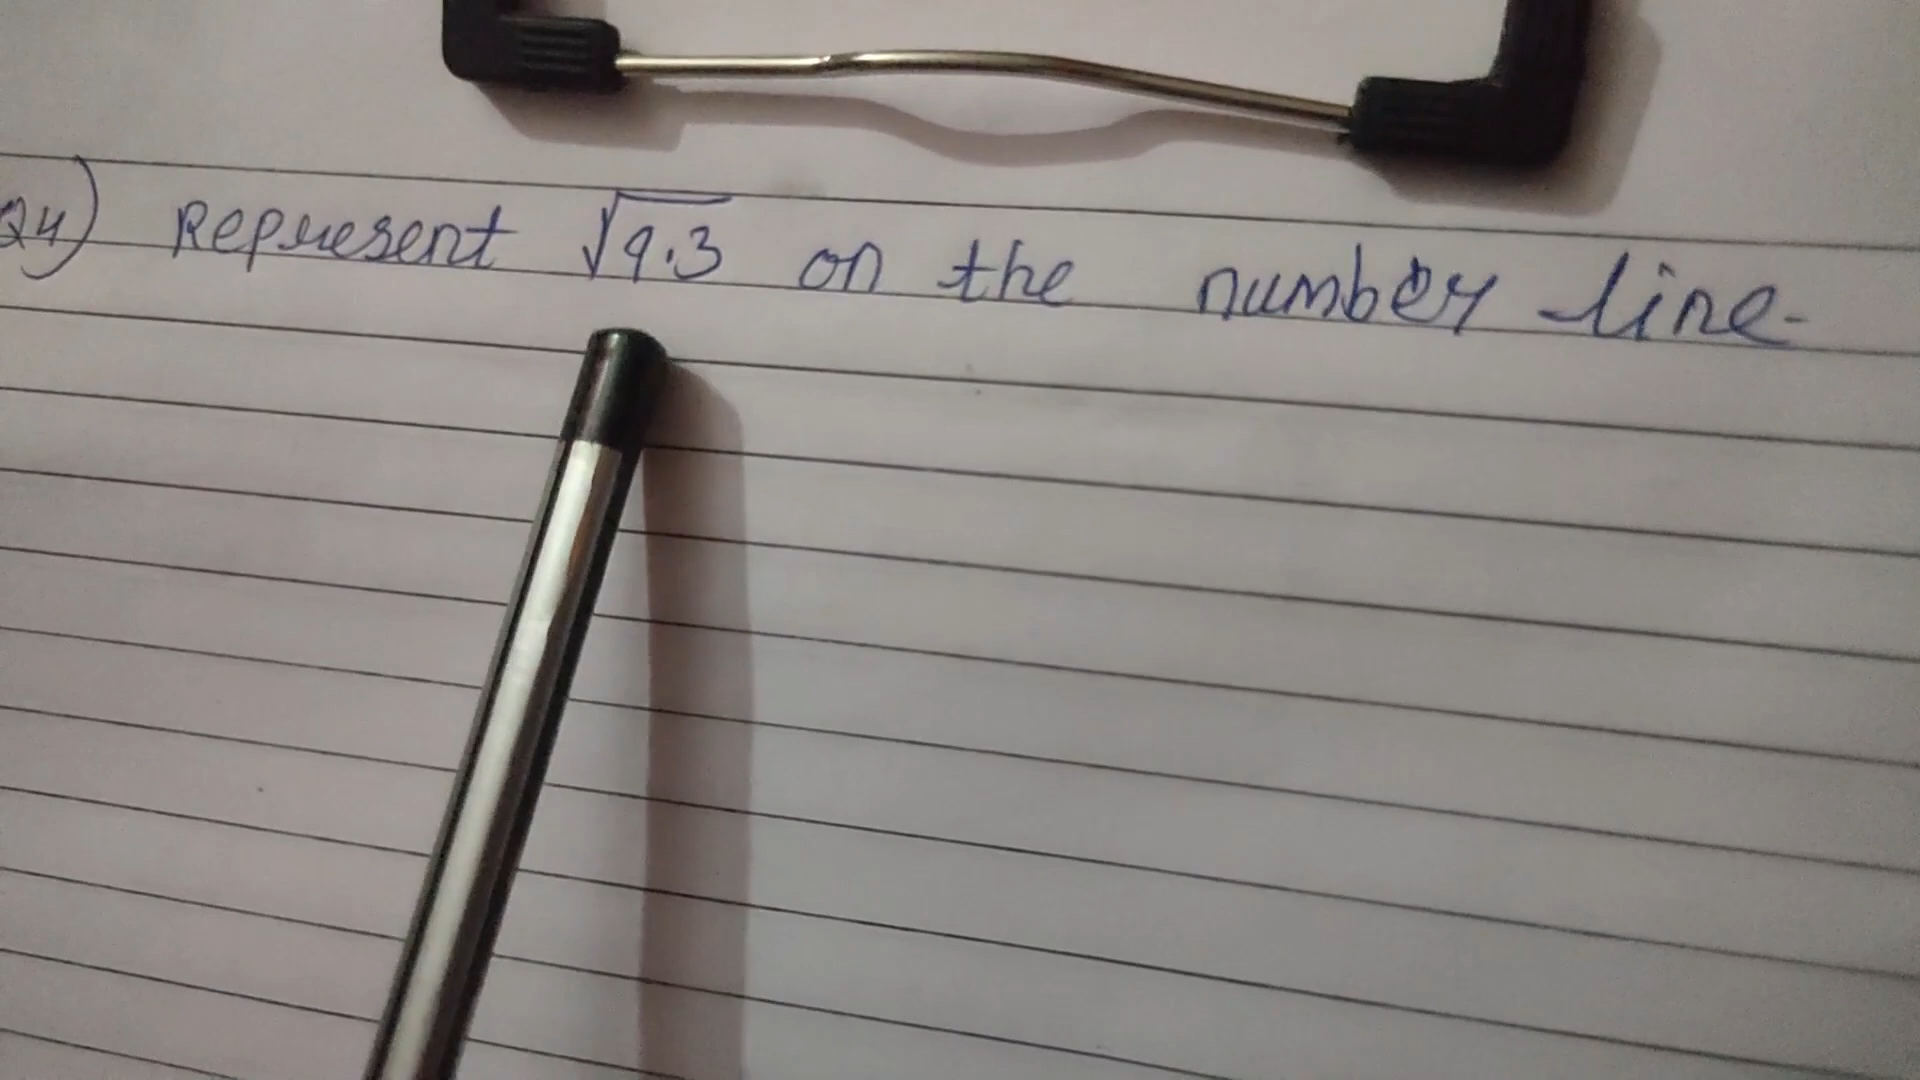 Q4) Represent √9.3 on the number line.